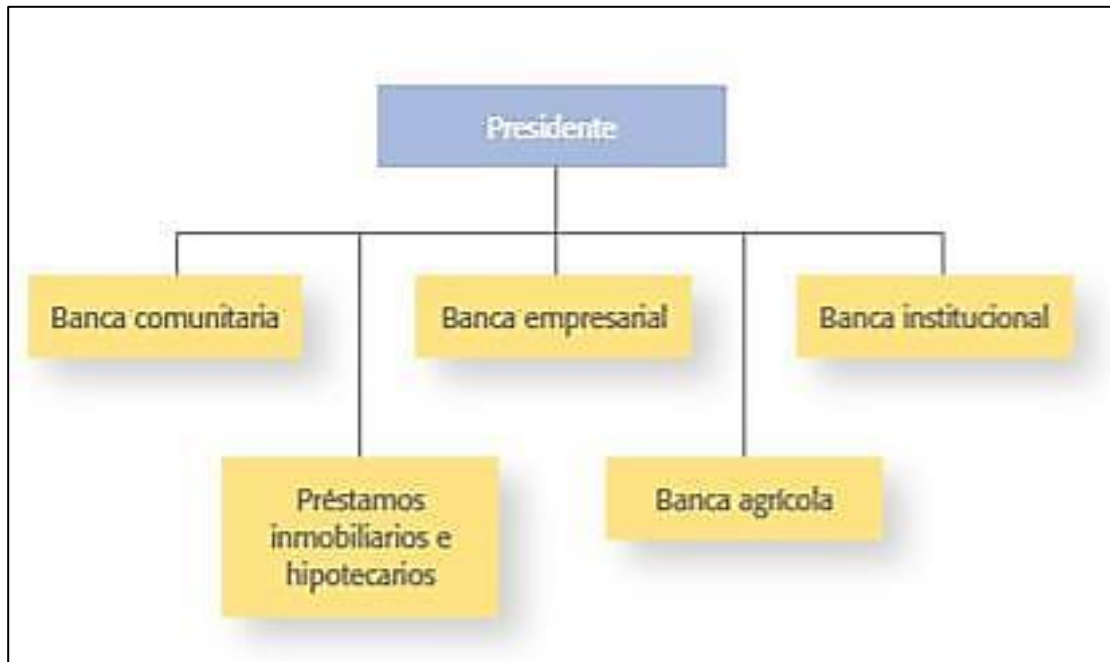 Presidente
Banca comunitaria
Banca empresarial
Banca institucional
Préstamos
inmobiliarios e
hipotecarios
Banca agrícola